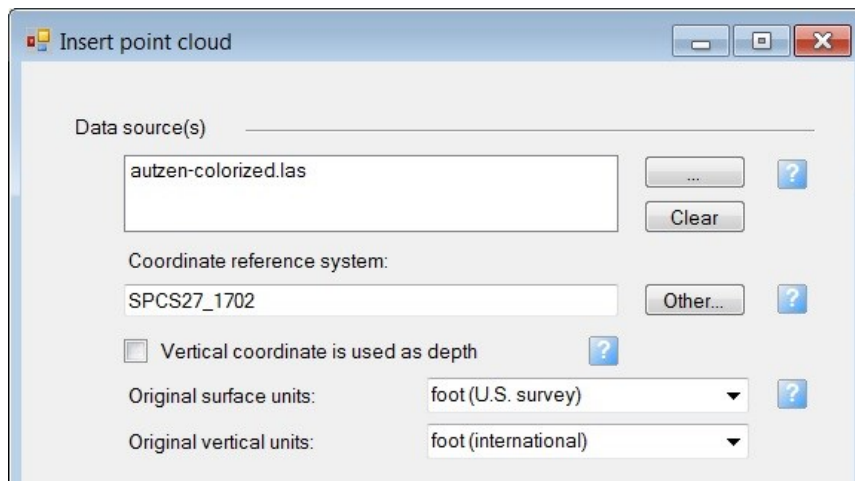 Insert point cloud
Data source(s)
autzen-colorized.las
...
?
Clear
Coordinate reference system:
SPCS27_1702
Other...
?
Vertical coordinate is used as depth
?
Original surface units:
foot (U.S. survey)
?
Original vertical units:
foot (international)